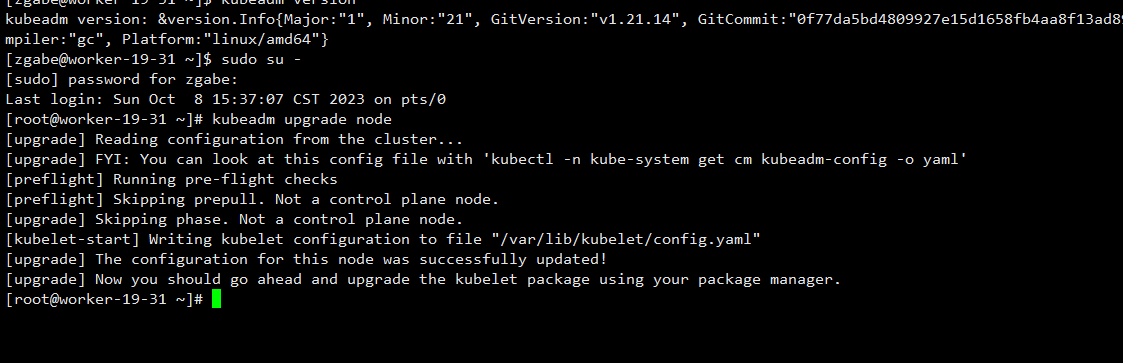 kubeadm version
kubeadm version: &version.Info{Major:"1", Minor:"21", GitVersion:"v1.21.14", GitCommit:"0f77da5bd4809927e15d1658fb4aa8f13ad8
mpiler:"gc", Platform:"linux/amd64"}
[zgabe@worker-19-31 ~]$ sudo su -
[sudo] password for zgabe:
Last login: Sun Oct  8 15:37:07 CST 2023 on pts/0
[root@worker-19-31 ~]# kubeadm upgrade node
[upgrade] Reading configuration from the cluster...
[upgrade] FYI: You can look at this config file with 'kubectl -n kube-system get cm kubeadm-config -o yaml'
[preflight] Running pre-flight checks
[preflight] Skipping prepull. Not a control plane node.
[upgrade] Skipping phase. Not a control plane node.
[kubelet-start] Writing kubelet configuration to file "/var/lib/kubelet/config.yaml"
[upgrade] The configuration for this node was successfully updated!
[upgrade] Now you should go ahead and upgrade the kubelet package using your package manager.
[root@worker-19-31 ~]#